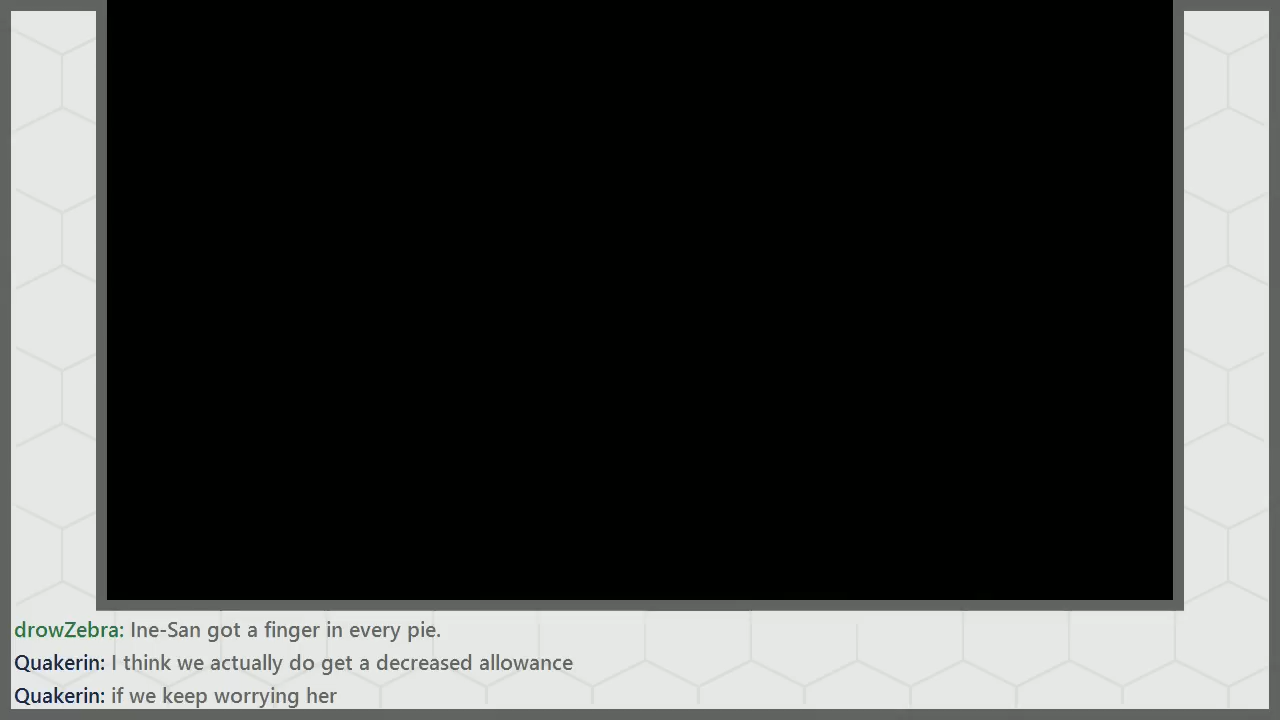 drowZebra: Ine-San got a finger in every pie.
Quakerin: I think we actually do get a decreased allowance
Quakerin: if we keep worrying her